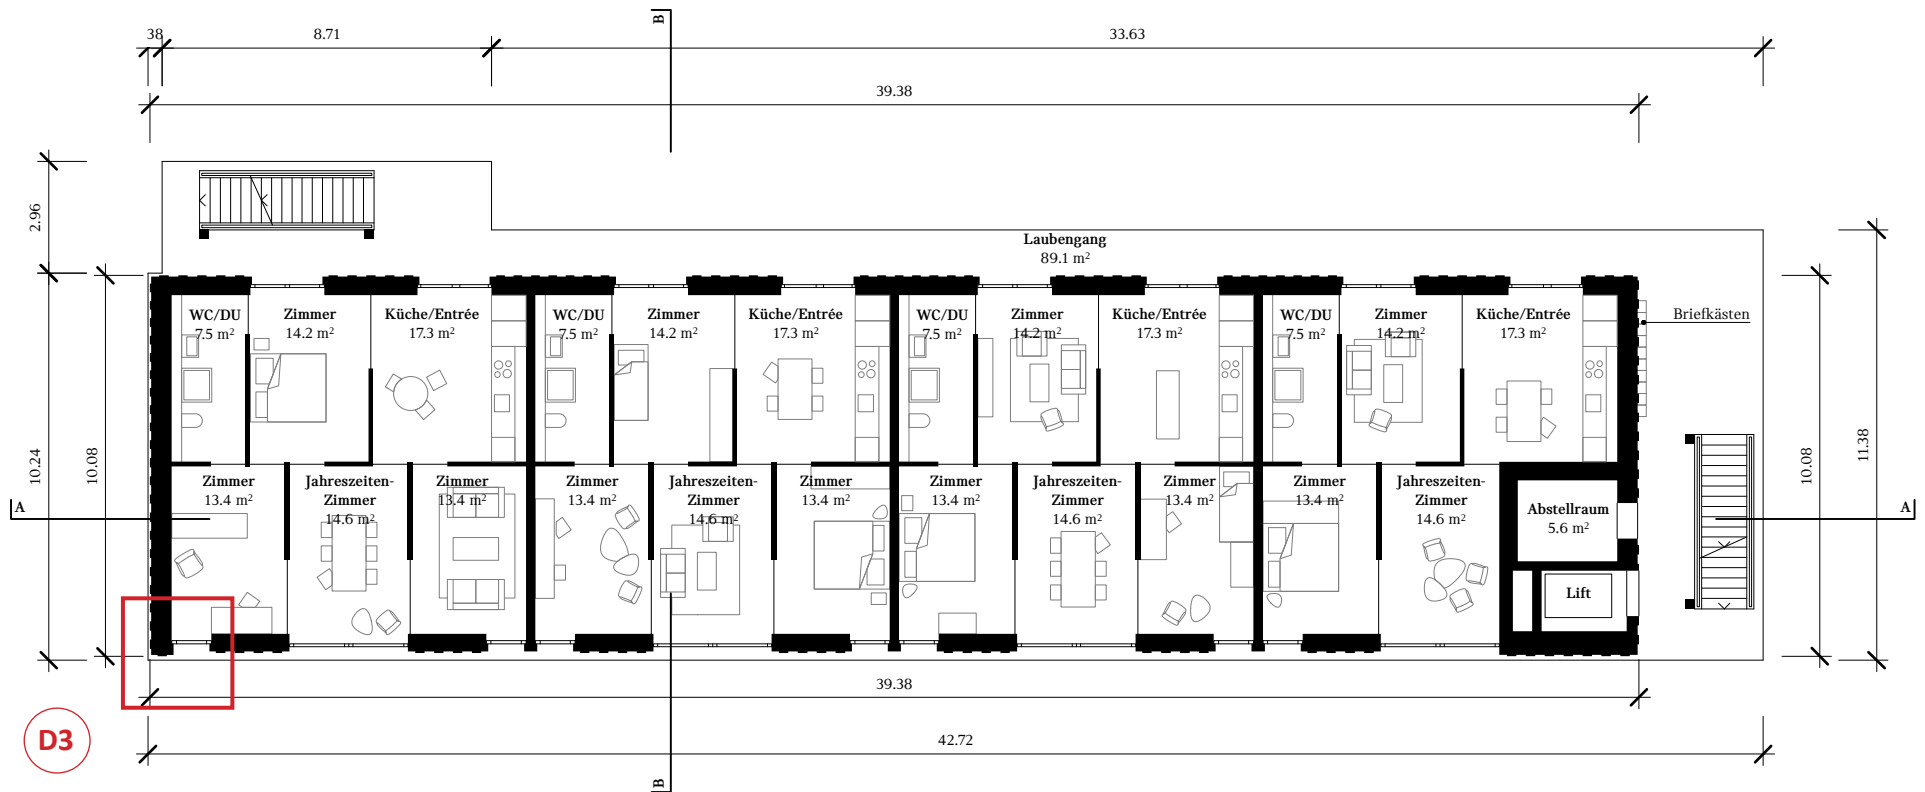 B
38
8.71
33.63
39.38
2.96
10.24
10.08
Laubengang
89.1 m²
WC/DU
7.5 m²
Zimmer
14.2 m²
Küche/Entrée
17.3 m²
WC/DU
7.5 m²
Zimmer
14.2 m²
Küche/Entrée
17.3 m²
WC/DU
7.5 m²
Zimmer
14.2 m²
Küche/Entrée
17.3 m²
WC/DU
7.5 m²
Zimmer
14.2 m²
Küche/Entrée
17.3 m²
Briefkästen
10.08
11.38
Zimmer
13.4 m²
Jahreszeiten-
Zimmer
14.6 m²
Zimmer
13.4 m²
Zimmer
13.4 m²
Jahreszeiten-
Zimmer
14.6 m²
Zimmer
13.4 m²
Zimmer
13.4 m²
Jahreszeiten-
Zimmer
14.6 m²
Zimmer
13.4 m²
Zimmer
13.4 m²
Jahreszeiten-
Zimmer
14.6 m²
Abstellraum
5.6 m²
Lift
A
A
39.38
D3
42.72
B